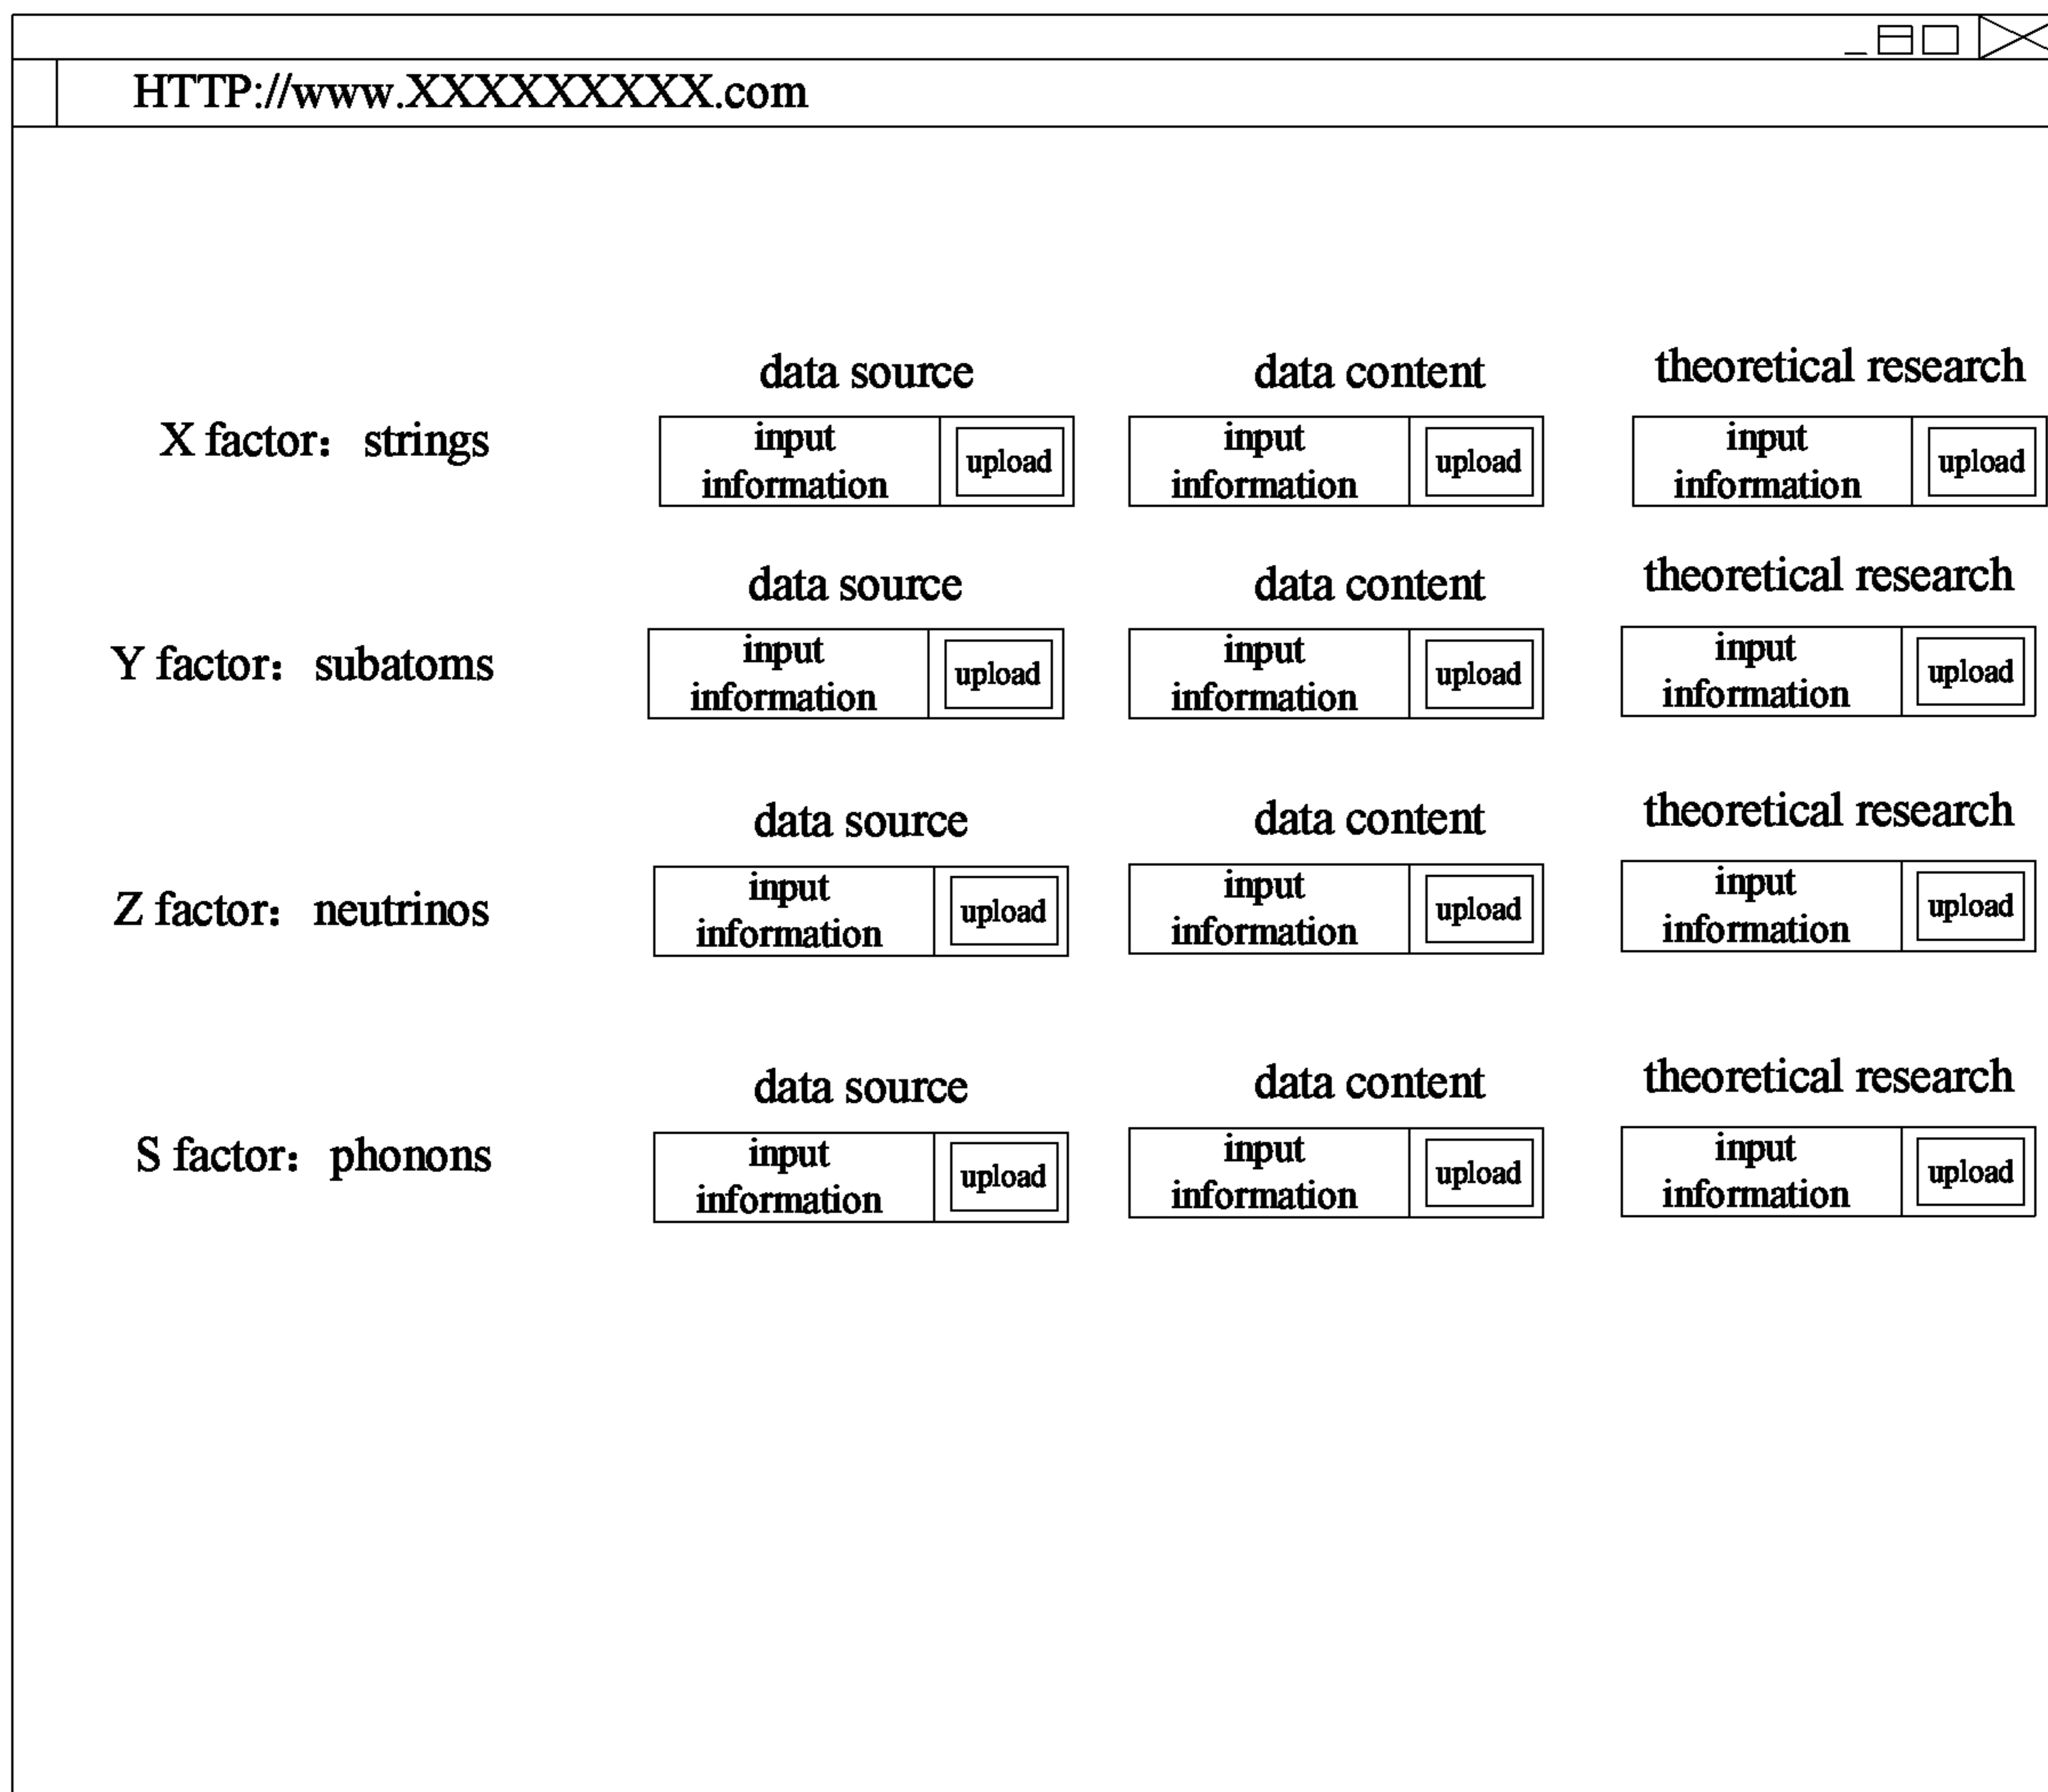 HTTP://www.XXXXXXXXX.com
data source data content theoretical research
X factor： strings
input input input
upload upload upload
information information information
data source data content theoretical research
Y factor： subatoms
input input input
upload upload upload
information information information
data source data content theoretical research
Z factor： neutrinos
input input input
upload upload upload
information information information
data source data content theoretical research
S factor： phonons
input input input
upload upload upload
information information information